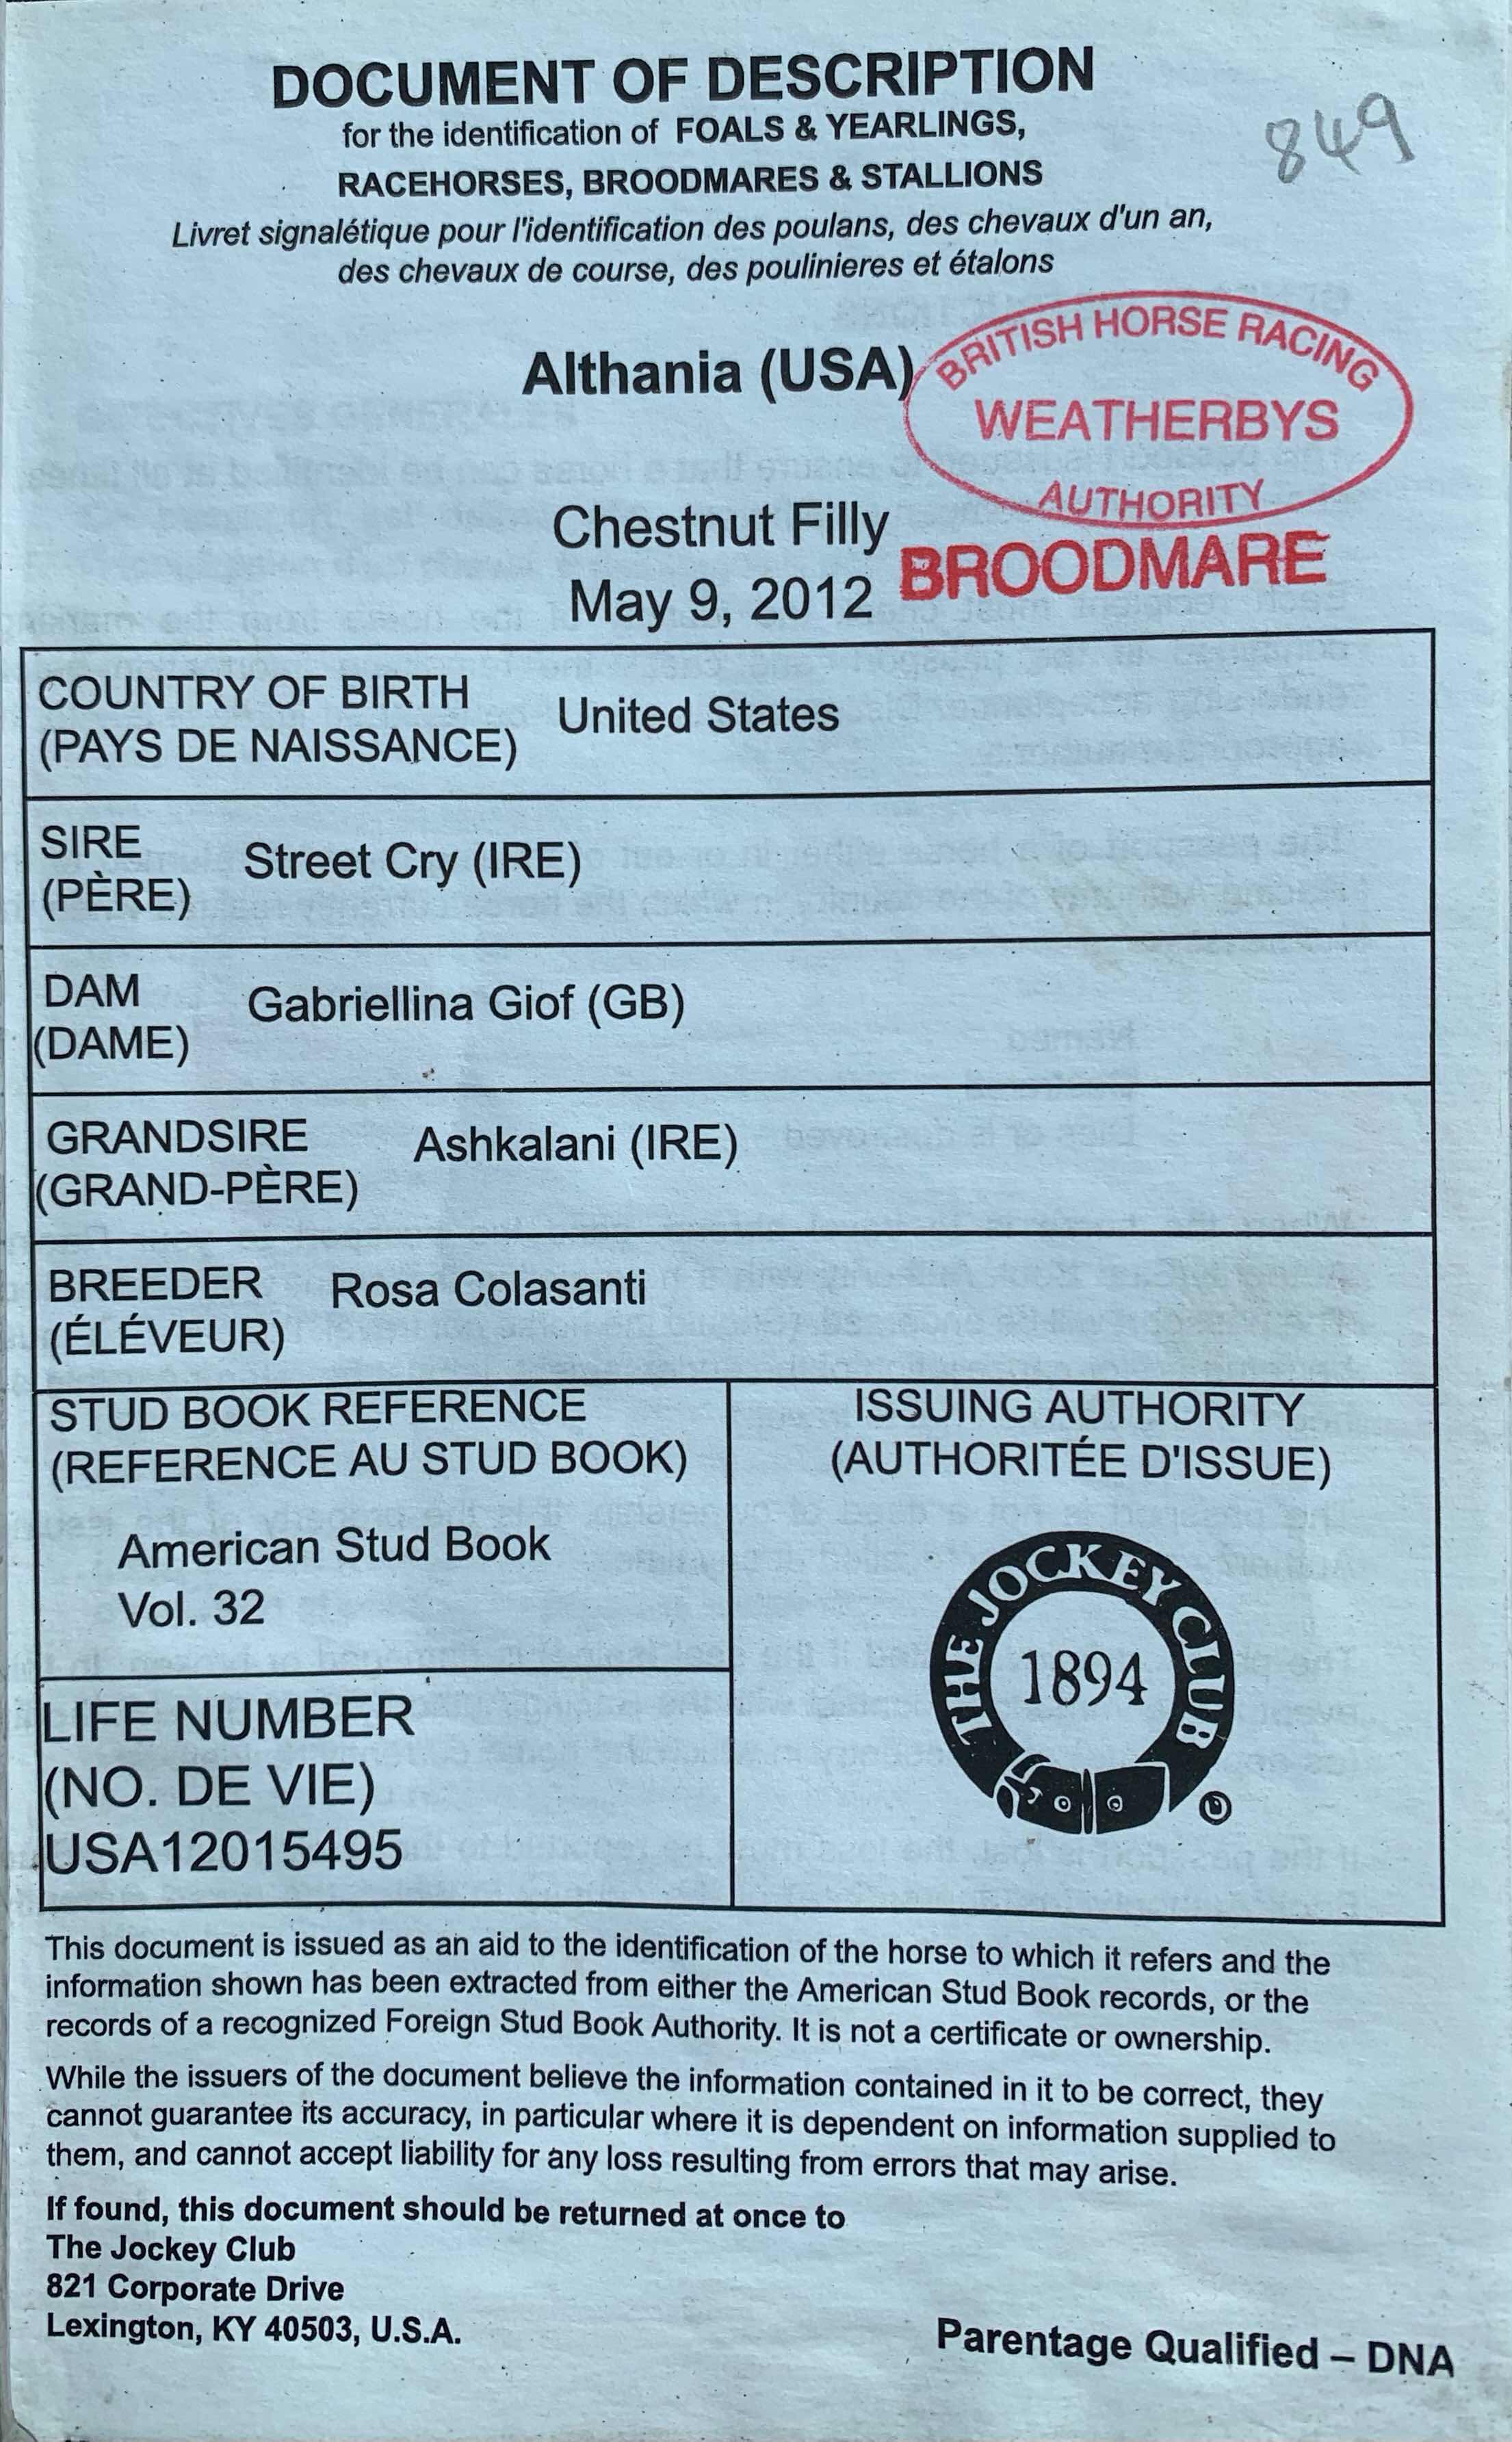 DOCUMENT OF DESCRIPTION
849
for the identification of FOALS & YEARLINGS,
RACEHORSES, BROODMARES & STALLIONS
Livret signalétique pour l'identification des poulans, des chevaux d'un an,
des chevaux de course, des poulinieres et étalons
BRITISH HORSE RACING
WEATHERBYS
AUTHORITY
Althania (USA)
Chestnut Filly
BROODMARE
May 9, 2012
COUNTRY OF BIRTH
(PAYS DE NAISSANCE)
United States
SIRE
(PÈRE)
Street Cry (IRE)
DAM
(DAME)
Gabriellina Giof (GB)
GRANDSIRE
(GRAND-PÈRE)
Ashkalani (IRE)
BREEDER
(ÉLÉVEUR)
Rosa Colasanti
STUD BOOK REFERENCE
(REFERENCE AU STUD BOOK)
American Stud Book
Vol. 32
LIFE NUMBER
(NO. DE VIE)
USA12015495
ISSUING AUTHORITY
(AUTHORITÉE D'ISSUE)
THE JOCKEY CLUB
1894
®
This document is issued as an aid to the identification of the horse to which it refers and the
information shown has been extracted from either the American Stud Book records, or the
records of a recognized Foreign Stud Book Authority. It is not a certificate or ownership.
While the issuers of the document believe the information contained in it to be correct, they
cannot guarantee its accuracy, in particular where it is dependent on information supplied to
them, and cannot accept liability for any loss resulting from errors that may arise.
If found, this document should be returned at once to
The Jockey Club
821 Corporate Drive
Lexington, KY 40503, U.S.A.
Parentage Qualified – DNA